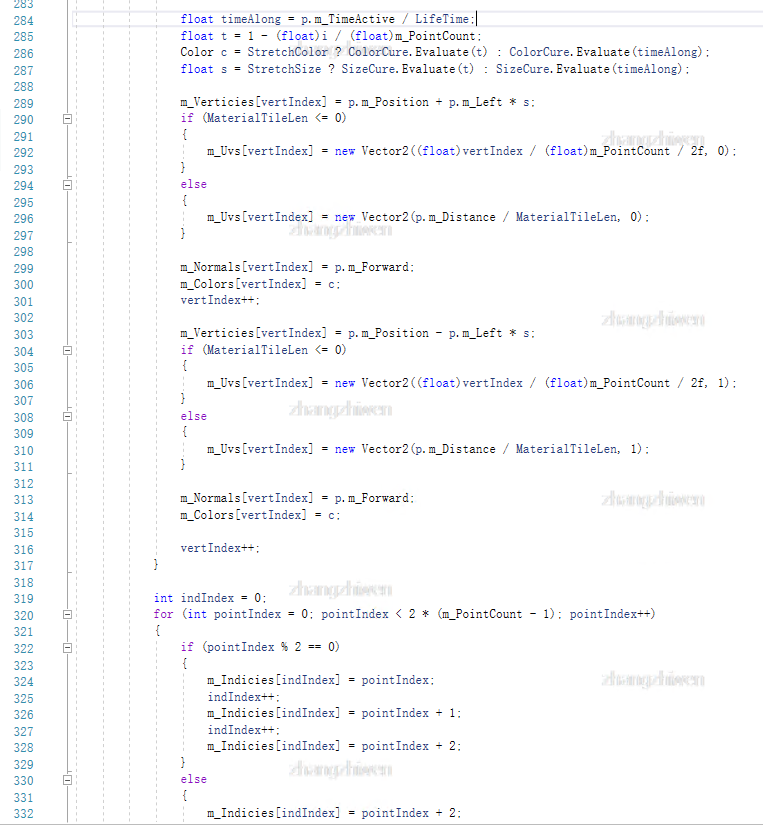 283
284 float timeAlong = p.m_TimeActive / LifeTime;
285 float t = 1 - (float)i / (float)m_PointCount;
286 Color c = StretchColor ? ColorCure.Evaluate(t) : ColorCure.Evaluate(timeAlong);
287 float s = StretchSize ? SizeCure.Evaluate(t) : SizeCure.Evaluate(timeAlong);
288
289 m_Verticies[vertIndex] = p.m_Position + p.m_Left * s;
290 if (MaterialTileLen <= 0)
291 {
292 m_Uvs[vertIndex] = new Vector2((float)vertIndex / (float)m_PointCount / 2f, 0);
293 }
294 else
295 {
296 m_Uvs[vertIndex] = new Vector2(p.m_Distance / MaterialTileLen, 0);
297 }
298
299 m_Normals[vertIndex] = p.m_Forward;
300 m_Colors[vertIndex] = c;
301 vertIndex++;
302
303 m_Verticies[vertIndex] = p.m_Position - p.m_Left * s;
304 if (MaterialTileLen <= 0)
305 {
306 m_Uvs[vertIndex] = new Vector2((float)vertIndex / (float)m_PointCount / 2f, 1);
307 }
308 else
309 {
310 m_Uvs[vertIndex] = new Vector2(p.m_Distance / MaterialTileLen, 1);
311 }
312
313 m_Normals[vertIndex] = p.m_Forward;
314 m_Colors[vertIndex] = c;
315
316 vertIndex++;
317 }
318
319 int indIndex = 0;
320 for (int pointIndex = 0; pointIndex < 2 * (m_PointCount - 1); pointIndex++)
321 {
322 if (pointIndex % 2 == 0)
323 {
324 m_Indicies[indIndex] = pointIndex;
325 indIndex++;
326 m_Indicies[indIndex] = pointIndex + 1;
327 indIndex++;
328 m_Indicies[indIndex] = pointIndex + 2;
329 }
330 else
331 {
332 m_Indicies[indIndex] = pointIndex + 2;